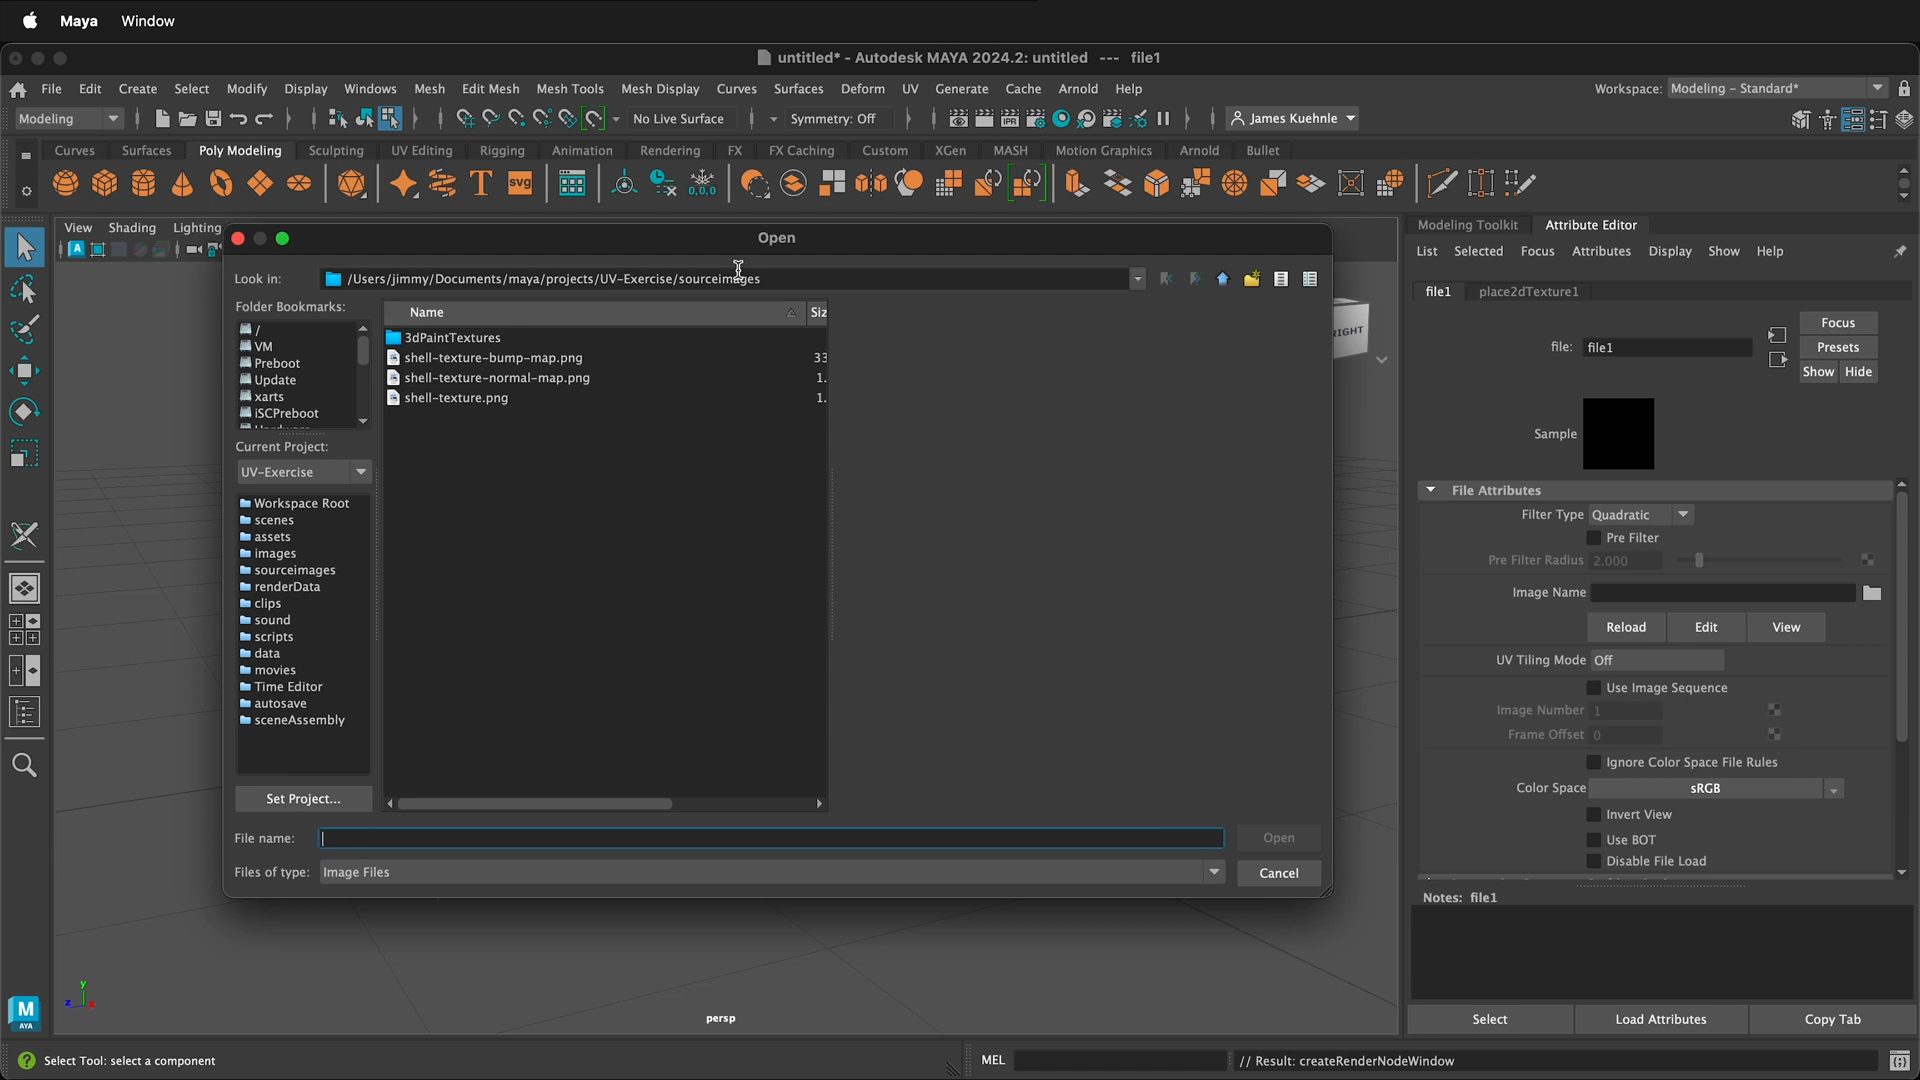 Maya Window
untitled* - Autodesk MAYA 2024.2: untitled --- file1
File Edit Create Select Modify Display Windows Mesh Edit Mesh Mesh Tools Mesh Display Curves Surfaces Deform UV Generate Cache Arnold Help Workspace: Modeling - Standard*
Modeling No Live Surface Symmetry: Off James Kuehnle
Curves Surfaces Poly Modeling Sculpting UV Editing Rigging Animation Rendering FX FX Caching Custom XGen MASH Motion Graphics Arnold Bullet
SVG 0,0,0
View Shading Lighting
Open
Look in: /Users/jimmy/Documents/maya/projects/UV-Exercise/sourceimages
Folder Bookmarks:
/
VM
Preboot
Update
xarts
iSCPreboot
Hardware
Name Siz
3dPaintTextures
shell-texture-bump-map.png 33
shell-texture-normal-map.png 1.
shell-texture.png 1.
Current Project:
UV-Exercise
Workspace Root
scenes
assets
images
sourceimages
renderData
clips
sound
scripts
data
movies
Time Editor
autosave
sceneAssembly
Set Project...
File name: Open
Files of type: Image Files Cancel
RIGHT
persp
y
z x
Modeling Toolkit Attribute Editor
List Selected Focus Attributes Display Show Help
file1 place2dTexture1
file: file1
Focus
Presets
Show Hide
Sample
File Attributes
Filter Type Quadratic
Pre Filter
Pre Filter Radius 2.000
Image Name
Reload Edit View
UV Tiling Mode Off
Use Image Sequence
Image Number 1
Frame Offset 0
Ignore Color Space File Rules
Color Space sRGB
Invert View
Use BOT
Disable File Load
Notes: file1
Select Load Attributes Copy Tab
M
AYA
Select Tool: select a component MEL // Result: createRenderNodeWindow